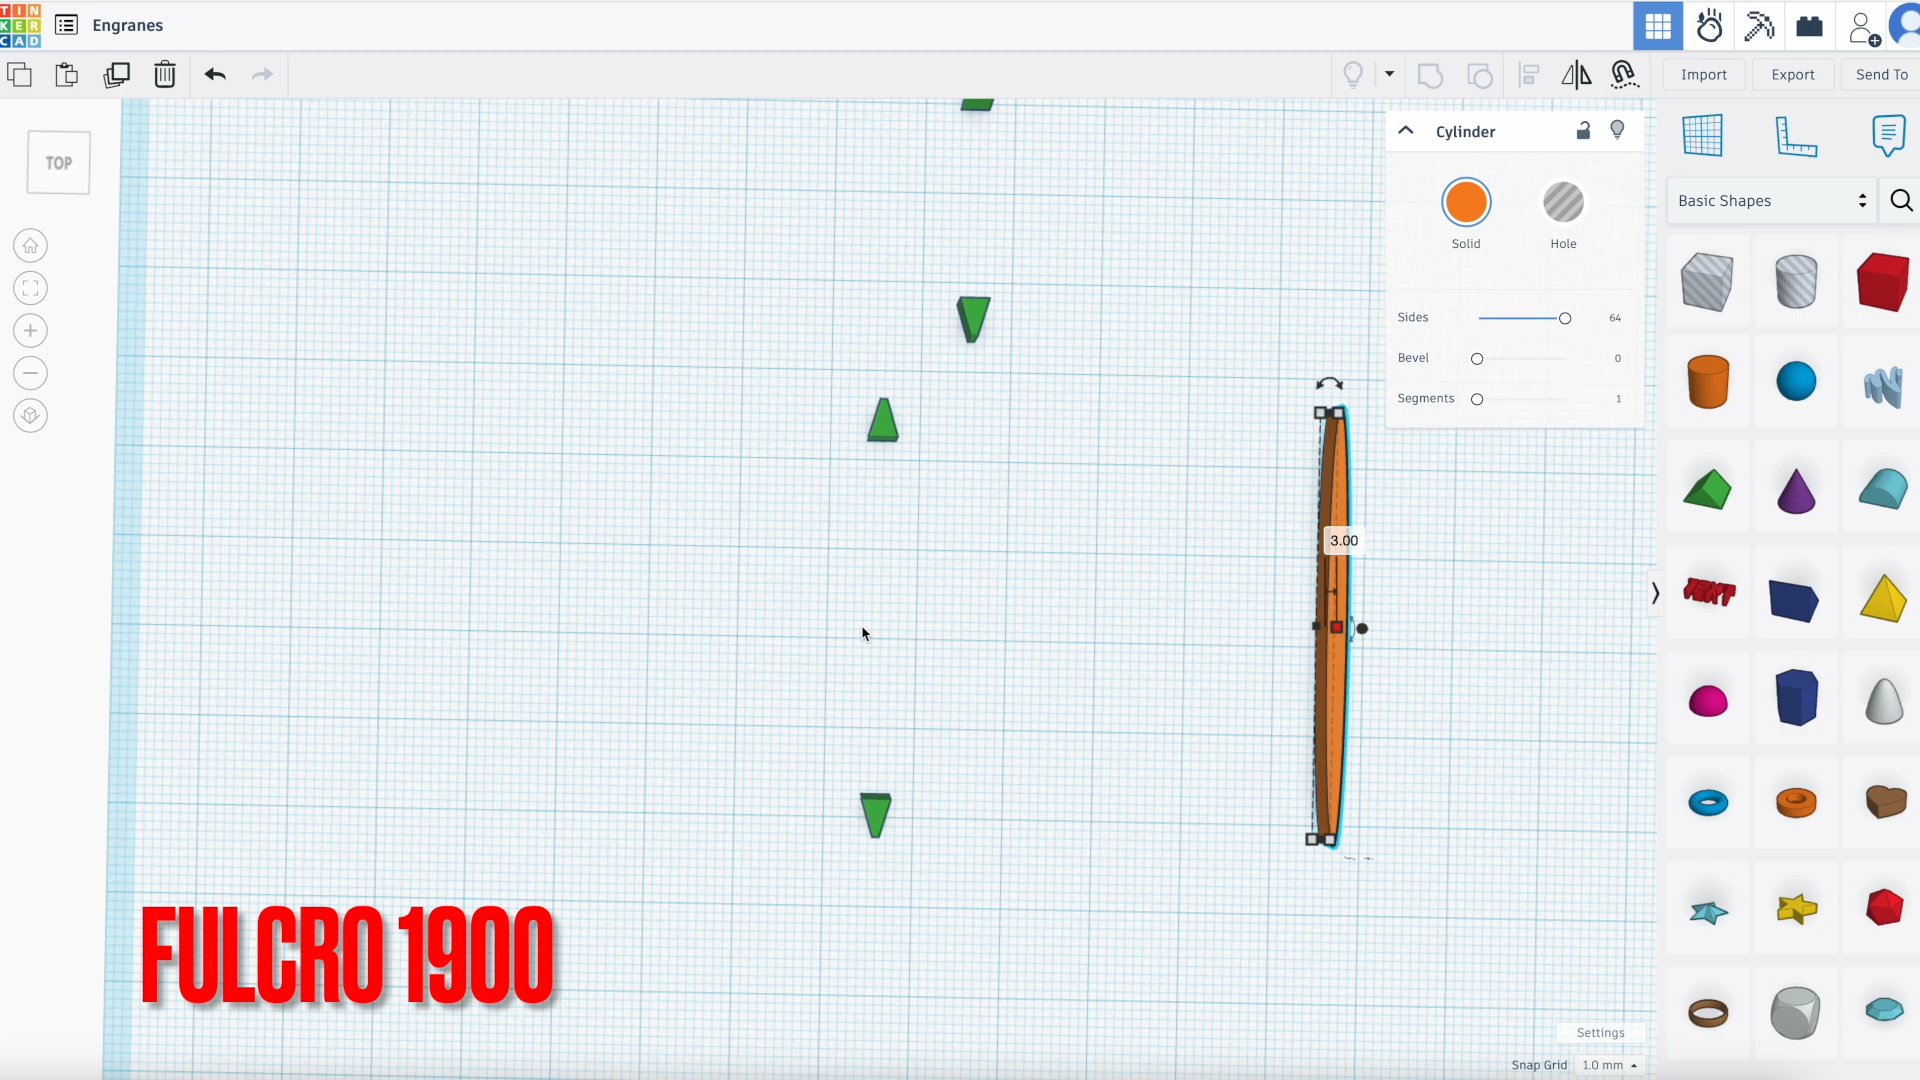 TIN
KER
CAD
Engranes
Import
Export
Send To
TOP
Cylinder
Solid
Hole
Sides
64
Bevel
0
Segments
1
Basic Shapes
TEXT
3.00
FULCRO 1900
Settings
Snap Grid
1.0 mm